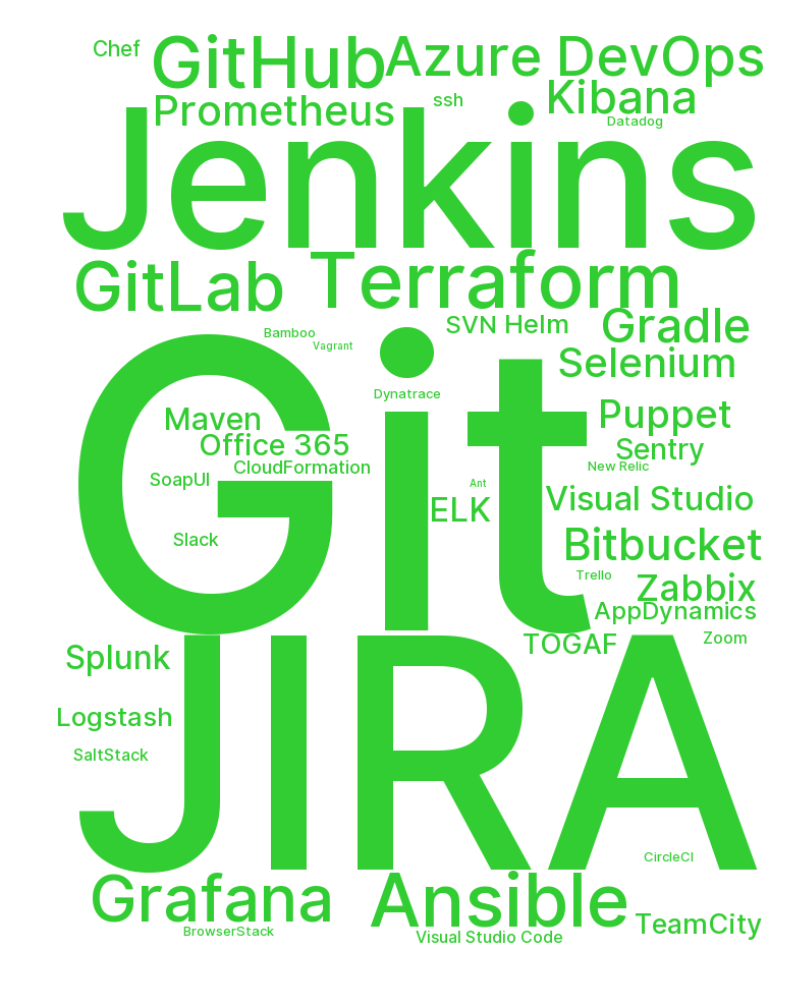 Chef
GitHub
Azure DevOps
Prometheus
ssh
Kibana
Datadog
Jenkins
GitLab
Terraform
Bamboo
Vagrant
SVN
Helm
Gradle
Selenium
Git
Dynatrace
Maven
Office 365
CloudFormation
SoapUI
Slack
Puppet
Sentry
New Relic
Ant
ELK
Visual Studio
Bitbucket
Trello
Zabbix
AppDynamics
TOGAF
Zoom
Splunk
JIRA
Logstash
SaltStack
CircleCI
Grafana
Ansible
TeamCity
BrowserStack
Visual Studio Code